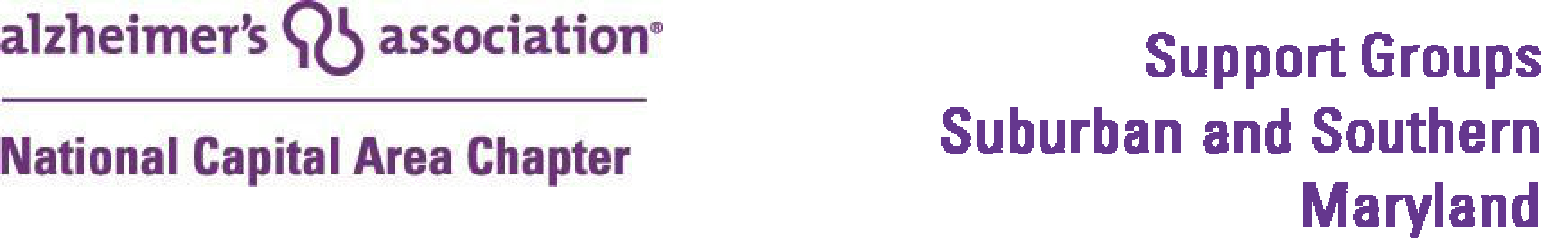 alzheimer's association®
National Capital Area Chapter
Support Groups
Suburban and Southern
Maryland